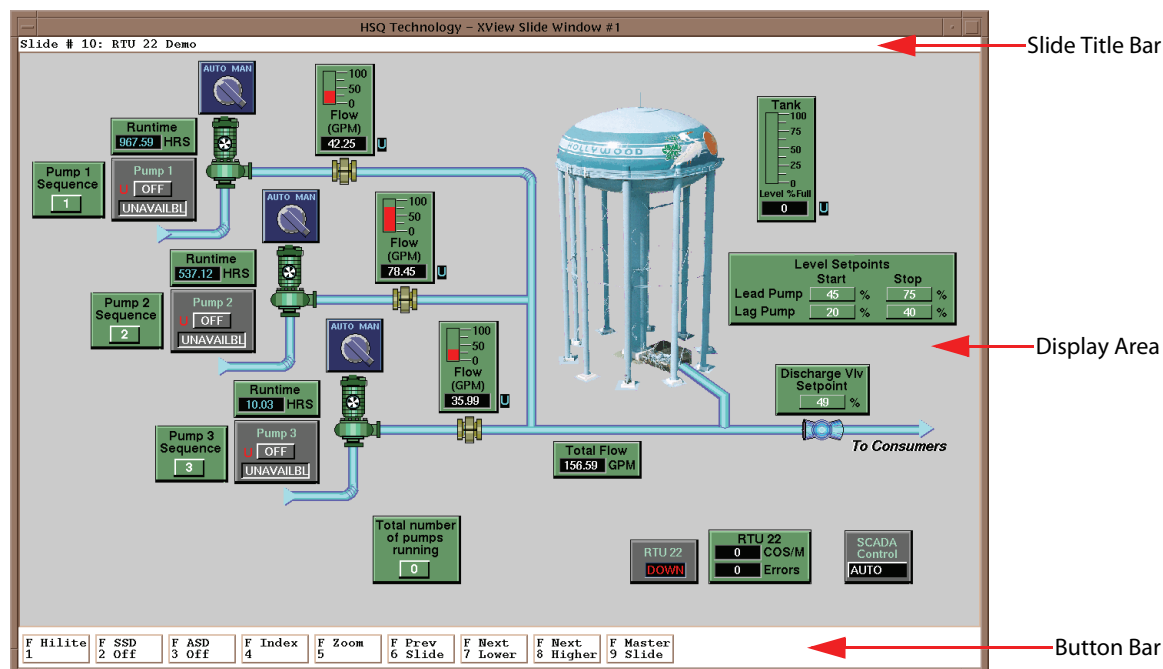 HSQ Technology – XView Slide Window #1
Slide # 10: RTU 22 Demo
Slide Title Bar
AUTO MAN
100
50
0
Flow
(GPM)
42.25
U
Runtime
967.59 HRS
Pump 1
Sequence
1
Pump 1
U OFF
UNAVAILBL
HOLLYWOOD
Tank
100
75
50
25
0
Level %Full
0
U
AUTO MAN
100
50
0
Flow
(GPM)
78.45
U
Runtime
537.12 HRS
Pump 2
Sequence
2
Pump 2
U OFF
UNAVAILBL
Level Setpoints
Start Stop
Lead Pump 45 % 75 %
Lag Pump 20 % 40 %
Display Area
AUTO MAN
100
50
0
Flow
(GPM)
35.99
U
Runtime
10.03 HRS
Pump 3
Sequence
3
Pump 3
U OFF
UNAVAILBL
Discharge Vlv
Setpoint
49 %
To Consumers
Total Flow
156.59 GPM
Total number
of pumps
running
0
RTU 22
DOWN
RTU 22
0 COS/M
0 Errors
SCADA
Control
AUTO
F Hilite
1
F SSD
2 Off
F ASD
3 Off
F Index
4
F Zoom
5
F Prev
6 Slide
F Next
7 Lower
F Next
8 Higher
F Master
9 Slide
Button Bar